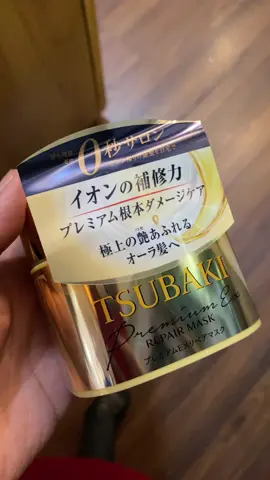 0秒サロン
イオンの補修力
プレミアム根本ダメージケア
極上の艶あふれる
オーラ髪へ
TSUBAKI
Premium Ex
REPAIR MASK
プレミアムEXリペアマスク